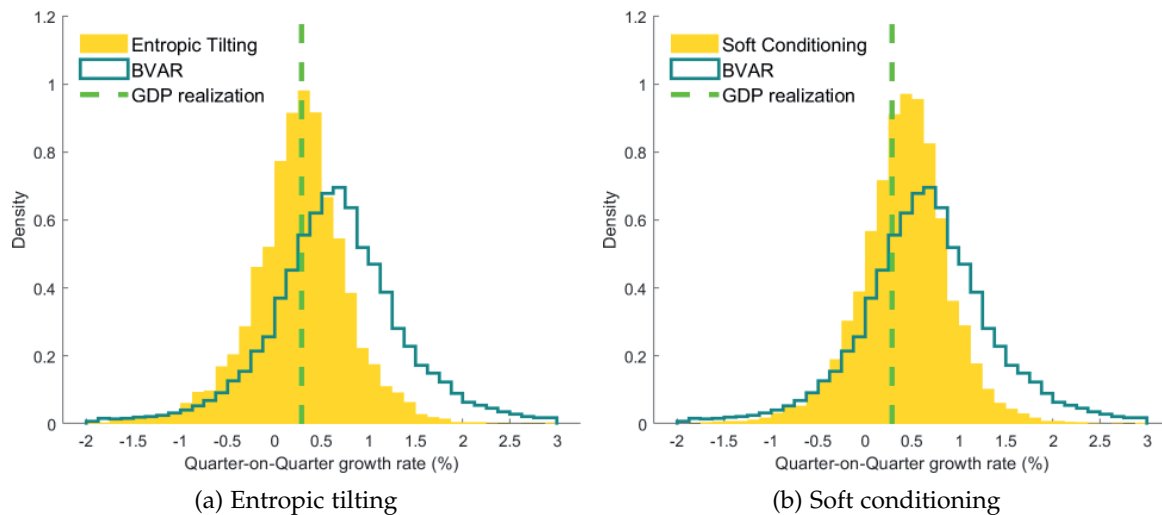 1.2
1
0.8
0.6
0.4
0.2
0
Density
Entropic Tilting
BVAR
GDP realization
-2 -1.5 -1 -0.5 0 0.5 1 1.5 2 2.5 3
Quarter-on-Quarter growth rate (%)
(a) Entropic tilting
1.2
1
0.8
0.6
0.4
0.2
0
Density
Soft Conditioning
BVAR
GDP realization
-2 -1.5 -1 -0.5 0 0.5 1 1.5 2 2.5 3
Quarter-on-Quarter growth rate (%)
(b) Soft conditioning